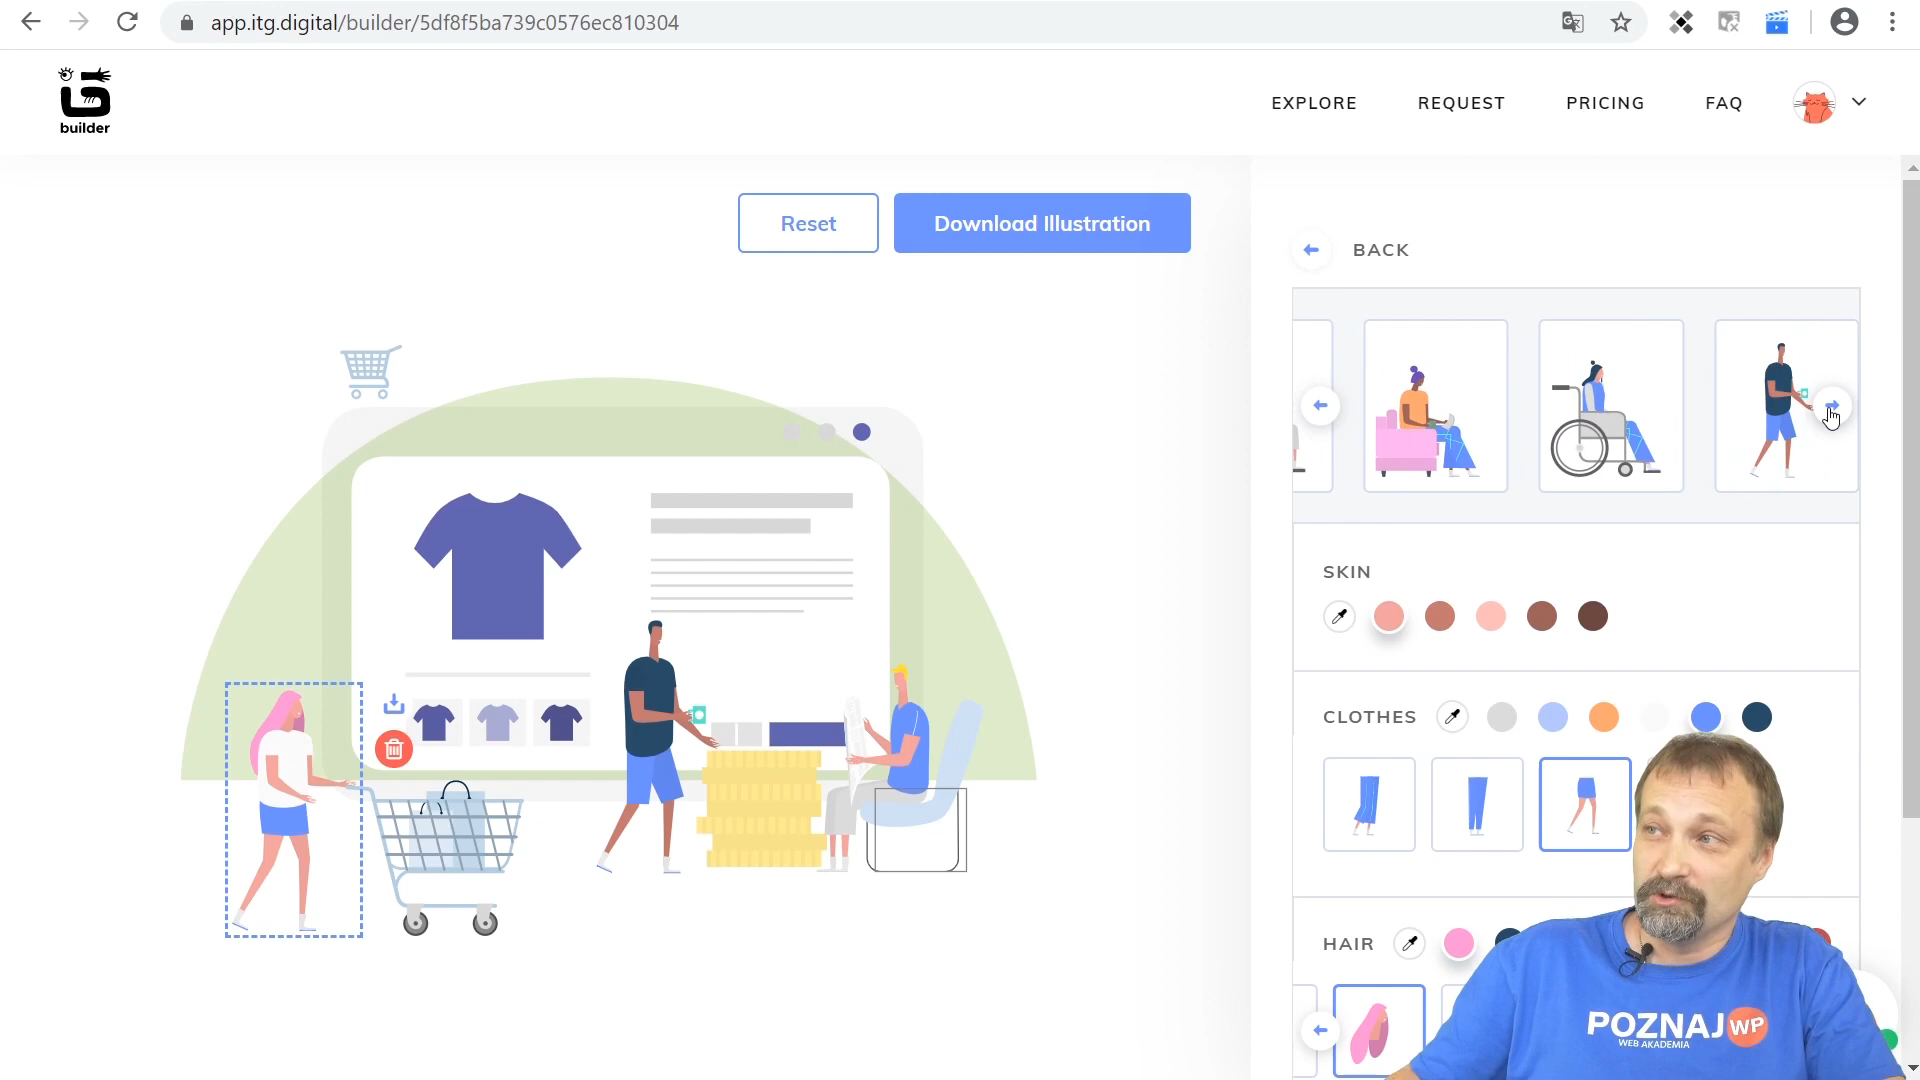 app.itg.digital/builder/5df8f5ba739c0576ec810304
builder
EXPLORE
REQUEST
PRICING
FAQ
Reset
Download Illustration
BACK
SKIN
CLOTHES
HAIR
POZNAJ WP
WEB AKADEMIA